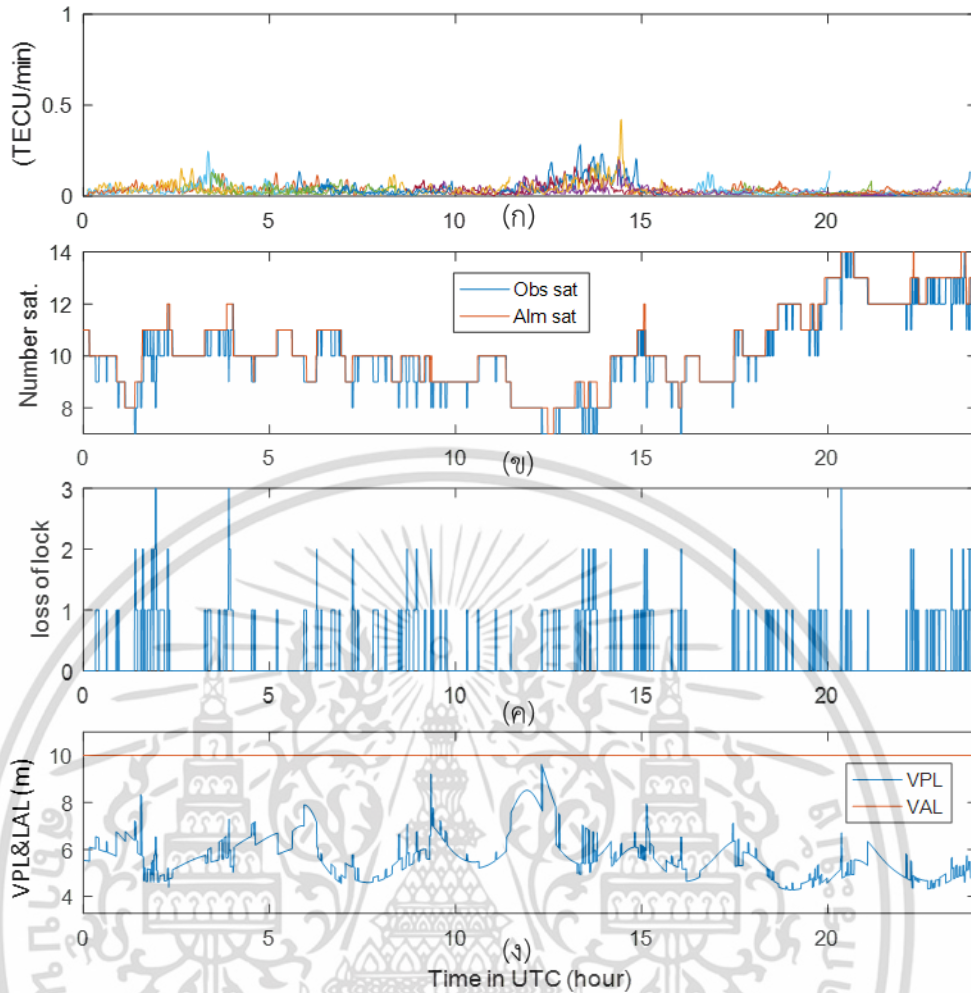 1
0.5
0
(TECU/min)
0 5 10 15 20
(ก)
14
12
10
8
Number sat.
Obs sat
Alm sat
0 5 10 15 20
(ข)
3
2
1
0
loss of lock
0 5 10 15 20
(ค)
10
8
6
4
VPL&LAL (m)
VPL
VAL
0 5 10 15 20
(ง)
Time in UTC (hour)